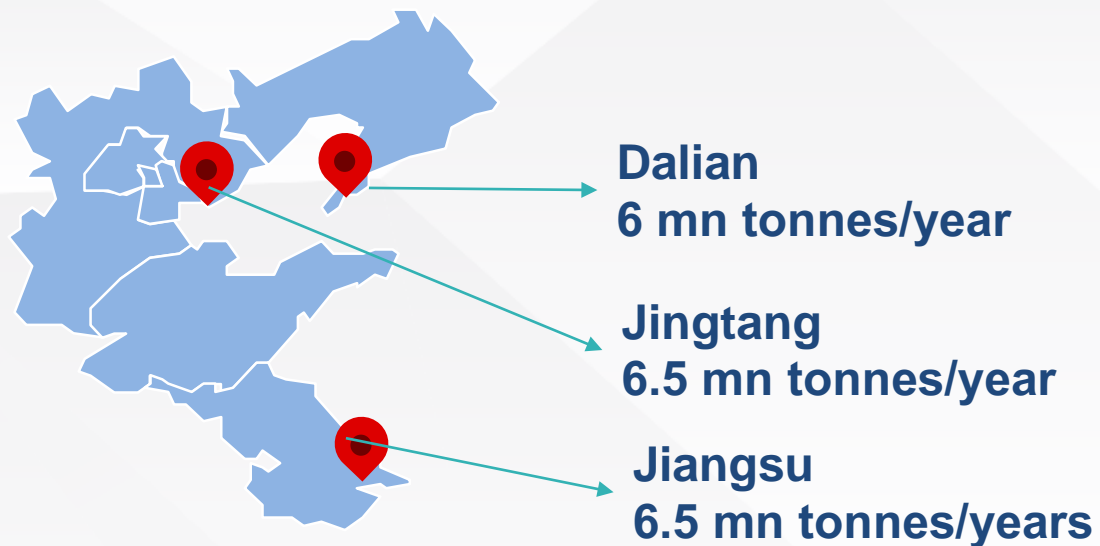 Dalian
6 mn tonnes/year
Jingtang
6.5 mn tonnes/year
Jiangsu
6.5 mn tonnes/years